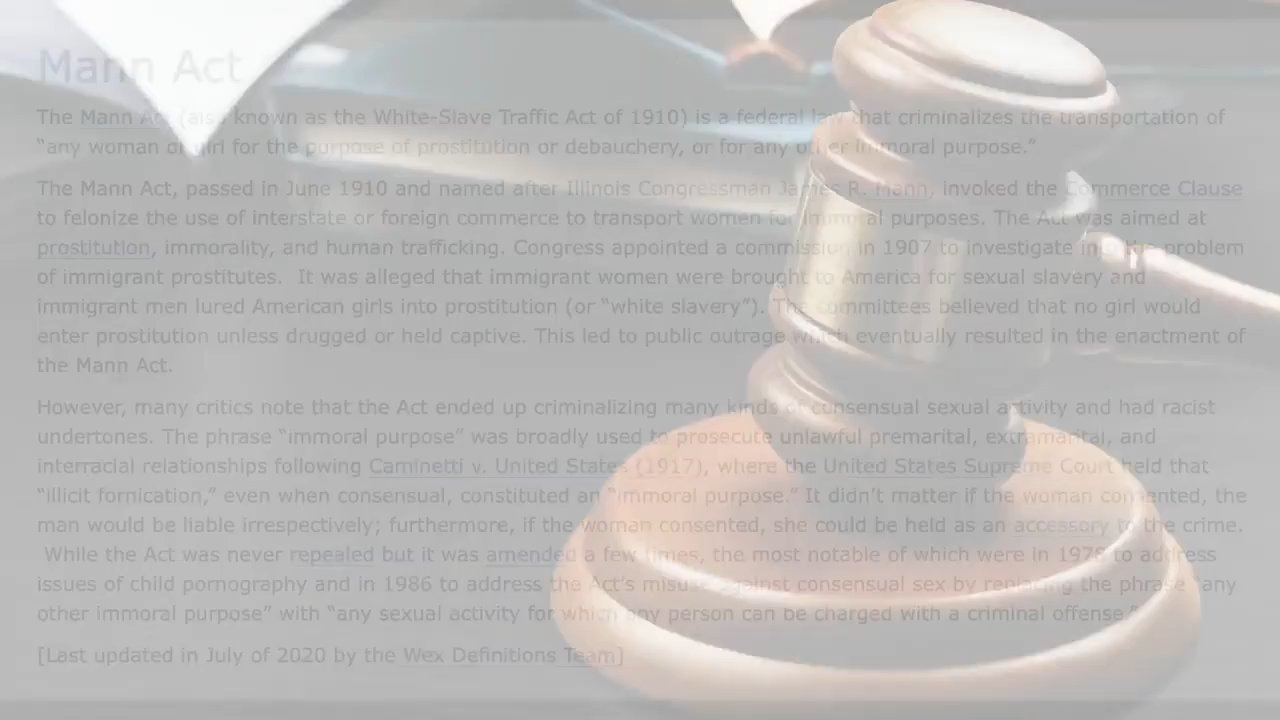 Mann Act
The Mann Act (also known as the White-Slave Traffic Act of 1910) is a federal law that criminalizes the transportation of
“any woman or girl for the purpose of prostitution or debauchery, or for any other immoral purpose.”
The Mann Act, passed in June 1910 and named after Illinois Congressman James R. Mann, invoked the Commerce Clause
to felonize the use of interstate or foreign commerce to transport women for immoral purposes. The Act was aimed at
prostitution, immorality, and human trafficking. Congress appointed a commission in 1907 to investigate into the problem
of immigrant prostitutes. It was alleged that immigrant women were brought to America for sexual slavery and
immigrant men lured American girls into prostitution (or “white slavery”). The committees believed that no girl would
enter prostitution unless drugged or held captive. This led to public outrage which eventually resulted in the enactment of
the Mann Act.
However, many critics note that the Act ended up criminalizing many kinds of consensual sexual activity and had racist
undertones. The phrase “immoral purpose” was broadly used to prosecute unlawful premarital, extramarital, and
interracial relationships following Caminetti v. United States (1917), where the United States Supreme Court held that
“illicit fornication,” even when consensual, constituted an “immoral purpose.” It didn’t matter if the woman consented, the
man would be liable irrespectively; furthermore, if the woman consented, she could be held as an accessory to the crime.
While the Act was never repealed but it was amended a few times, the most notable of which were in 1978 to address
issues of child pornography and in 1986 to address the Act’s misuse against consensual sex by replacing the phrase “any
other immoral purpose” with “any sexual activity for which any person can be charged with a criminal offense.”
[Last updated in July of 2020 by the Wex Definitions Team]